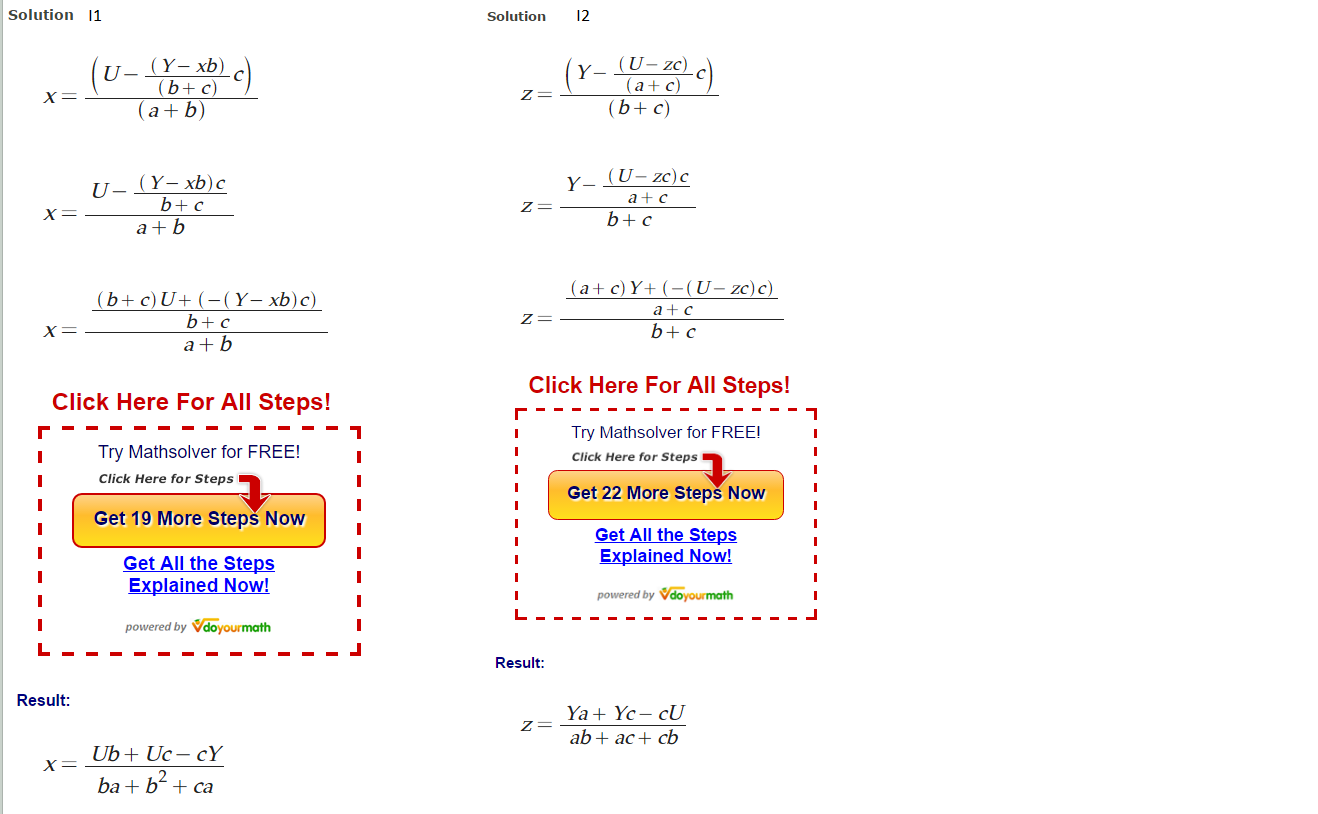 Solution I1
x = \frac{\left(U - \frac{(Y - xb)}{(b + c)} c\right)}{(a + b)}
x = \frac{U - \frac{(Y - xb)c}{b + c}}{a + b}
x = \frac{\frac{(b + c)U + (-(Y - xb)c)}{b + c}}{a + b}
Click Here For All Steps!
Try Mathsolver for FREE!
Click Here for Steps
Get 19 More Steps Now
Get All the Steps
Explained Now!
powered by doyourmath
Result:
x = \frac{Ub + Uc - cY}{ba + b^2 + ca}
Solution I2
z = \frac{\left(Y - \frac{(U - zc)}{(a + c)} c\right)}{(b + c)}
z = \frac{Y - \frac{(U - zc)c}{a + c}}{b + c}
z = \frac{\frac{(a + c)Y + (-(U - zc)c)}{a + c}}{b + c}
Click Here For All Steps!
Try Mathsolver for FREE!
Click Here for Steps
Get 22 More Steps Now
Get All the Steps
Explained Now!
powered by doyourmath
Result:
z = \frac{Ya + Yc - cU}{ab + ac + cb}